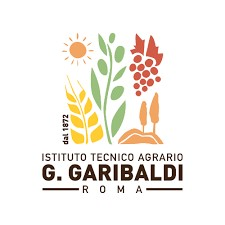 dal 1872
ISTITUTO TECNICO AGRARIO
G. GARIBALDI
ROMA